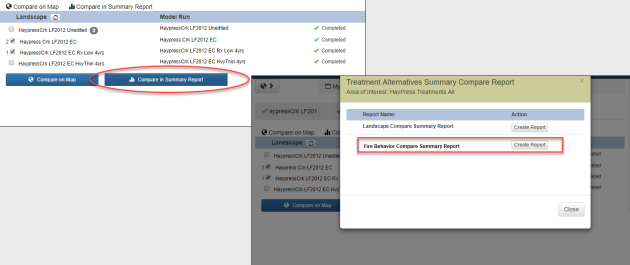 Compare on Map Compare in Summary Report
Landscape Model Run
HaypressCrk LF2012 Unedited HaypressCrk LF2012 Unedited Completed
2 Haypress Crk LF2012 EC Haypress Crk LF2012 EC Completed
1 HaypressCrk LF2012 EC Rx Low 4yrs HaypressCrk LF2012 EC Rx Low 4yrs Completed
HaypressCrk LF2012 EC HvyThin 4yrs HaypressCrk LF2012 EC HvyThin 4yrs Completed
Compare on Map Compare in Summary Report
My
aypressCrk LF201...
Compare on Map Com
Landscape
HaypressCrk LF2012 Unedite
2 Haypress Crk LF2012 EC
1 HaypressCrk LF2012 EC Rx
HaypressCrk LF2012 EC Hvy
Compare on Map
Treatment Alternatives Summary Compare Report ×
Area of Interest: HayPress Treatments All
Report Name: Action
Landscape Compare Summary Report Create Report
Fire Behavior Compare Summary Report Create Report
Close